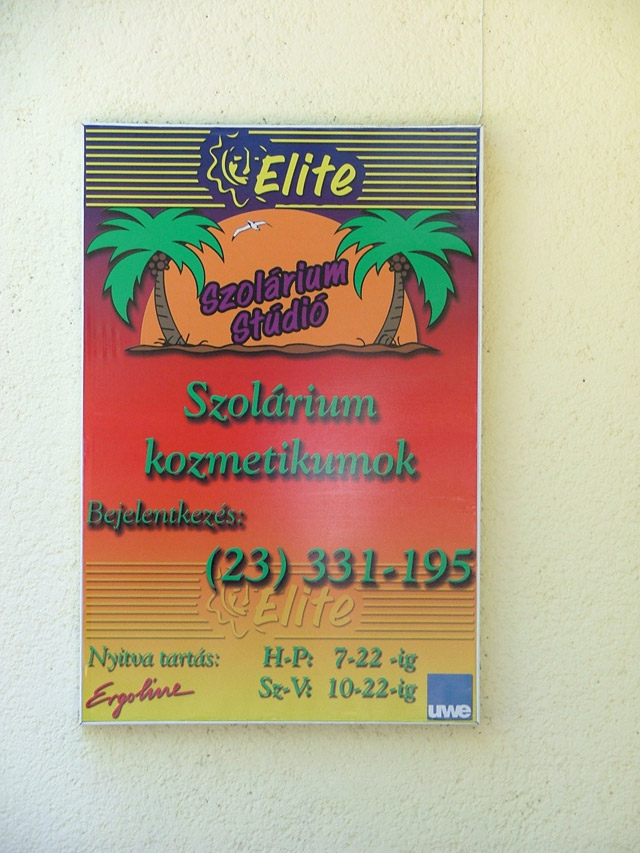 Elite
Szolárium
Stúdió
Szolárium
kozmetikumok
Bejelentkezés:
(23) 331-195
Elite
Nyitva tartás: H-P: 7-22 -ig
Sz-V: 10-22-ig
Ergoline
uwe